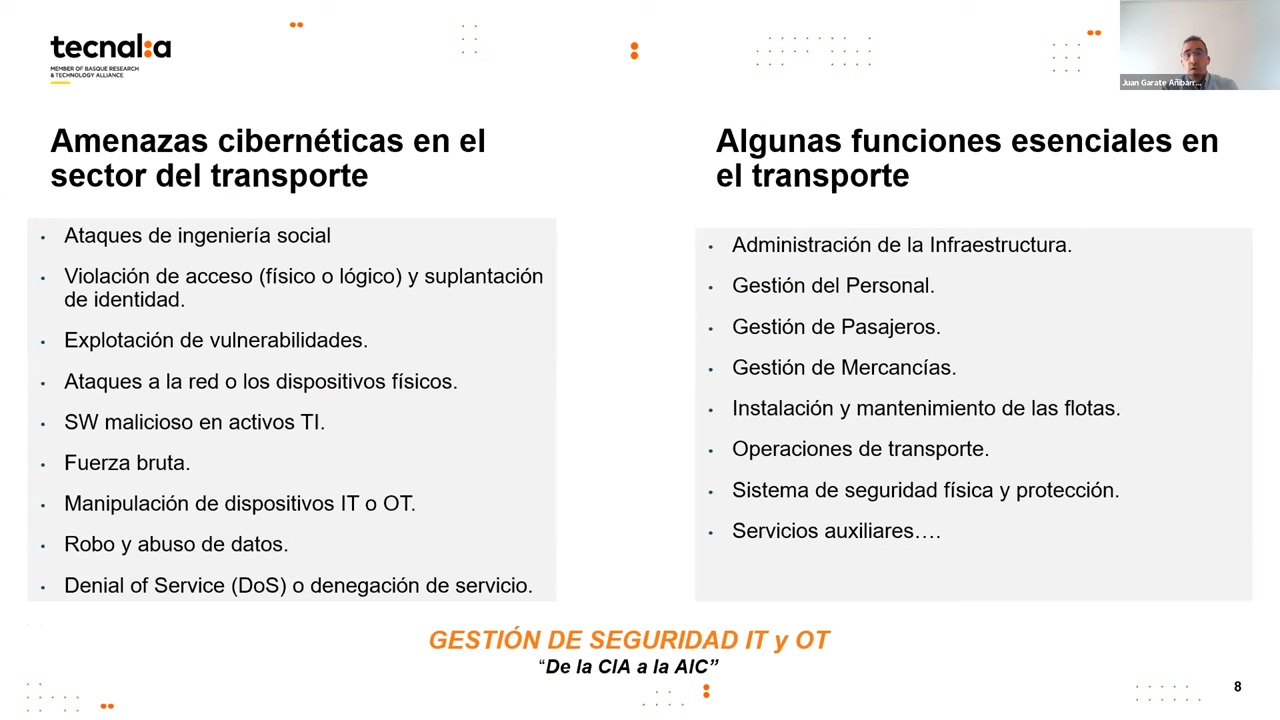 tecnal:a
MEMBER OF BASQUE RESEARCH
& TECHNOLOGY ALLIANCE
Juan Garate Añibarr...
Amenazas cibernéticas en el
sector del transporte
Ataques de ingeniería social
Violación de acceso (físico o lógico) y suplantación
de identidad.
Explotación de vulnerabilidades.
Ataques a la red o los dispositivos físicos.
SW malicioso en activos TI.
Fuerza bruta.
Manipulación de dispositivos IT o OT.
Robo y abuso de datos.
Denial of Service (DoS) o denegación de servicio.
Algunas funciones esenciales en
el transporte
Administración de la Infraestructura.
Gestión del Personal.
Gestión de Pasajeros.
Gestión de Mercancías.
Instalación y mantenimiento de las flotas.
Operaciones de transporte.
Sistema de seguridad física y protección.
Servicios auxiliares….
GESTIÓN DE SEGURIDAD IT y OT
“De la CIA a la AIC”
8